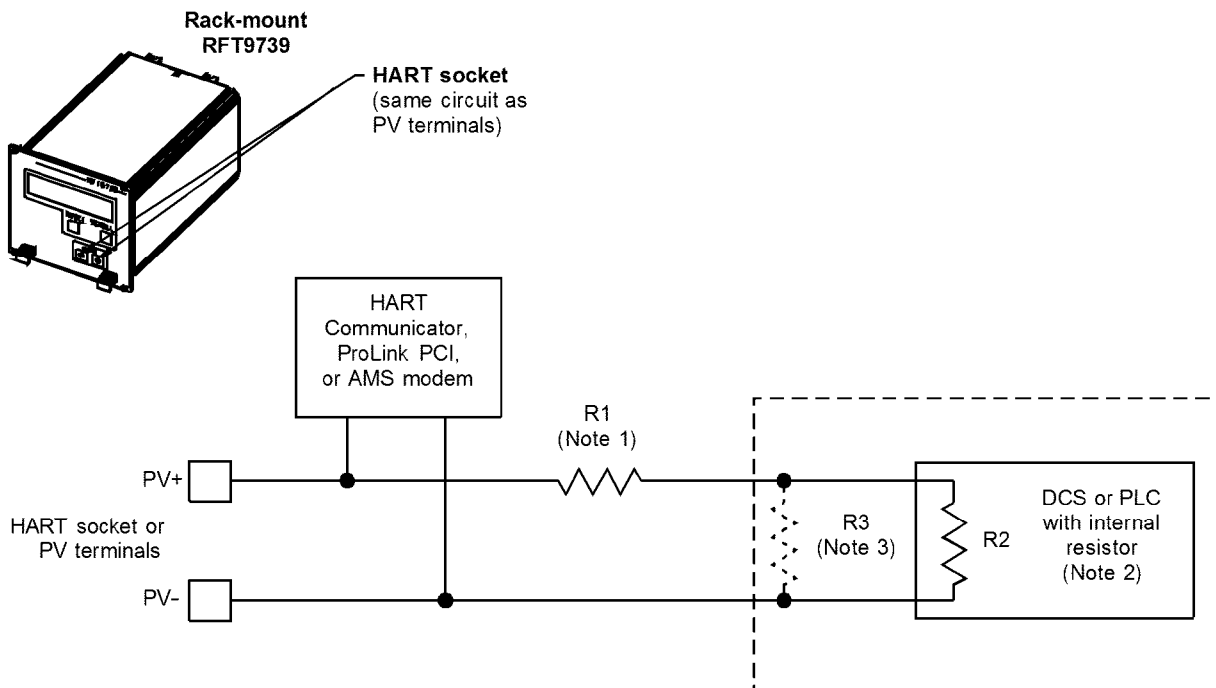 Rack-mount
RFT9739
HART socket
(same circuit as
PV terminals)
HART
Communicator,
ProLink PCI,
or AMS modem
R1
(Note 1)
PV+
HART socket or
PV terminals
PV–
R3
(Note 3)
R2
DCS or PLC
with internal
resistor
(Note 2)